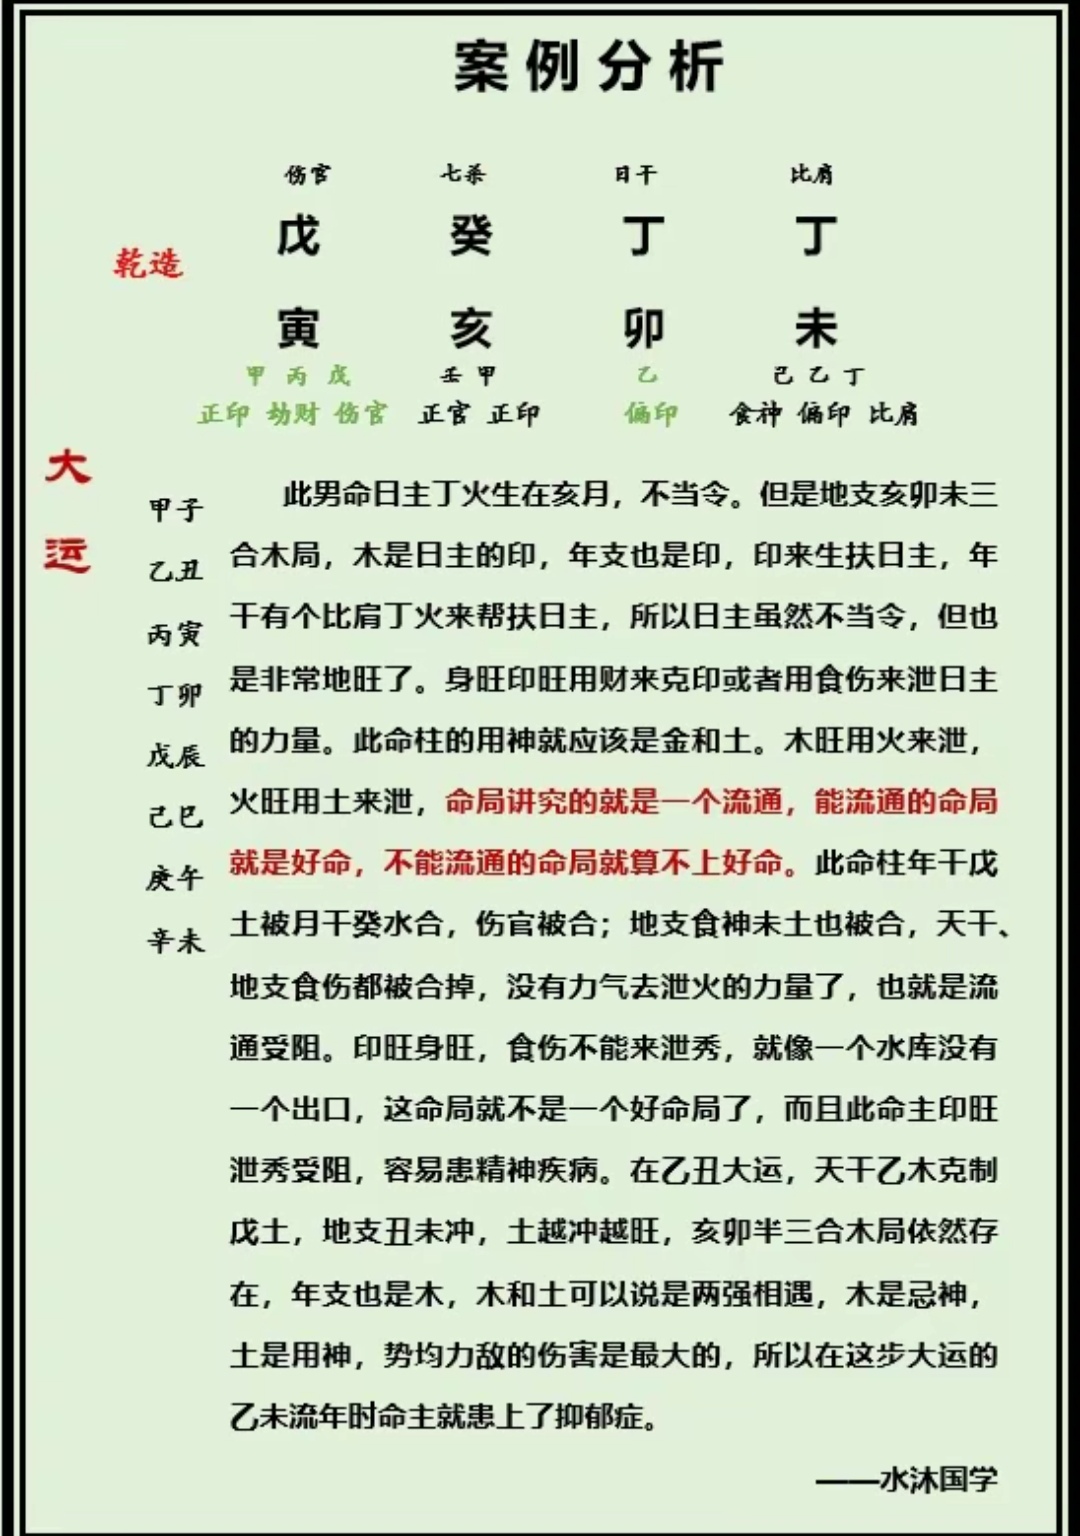 案例分析
伤官 七杀 日干 比肩
戊 癸 丁 丁
乾造
寅 亥 卯 未
甲 丙 戊 壬 甲 乙 己 乙 丁
正印 劫财 伤官 正官 正印 偏印 食神 偏印 比肩
大运
甲子
乙丑
丙寅
丁卯
戊辰
己巳
庚午
辛未
此男命日主丁火生在亥月，不当令。但是地支亥卯未三
合木局，木是日主的印，年支也是印，印来生扶日主，年
干有个比肩丁火来帮扶日主，所以日主虽然不当令，但也
是非常地旺了。身旺印旺用财来克印或者用食伤来泄日主
的力量。此命柱的用神就应该是金和土。木旺用火来泄，
火旺用土来泄，命局讲究的就是一个流通，能流通的命局
就是好命，不能流通的命局就算不上好命。此命柱年干戊
土被月干癸水合，伤官被合；地支食神未土也被合，天干、
地支食伤都被合掉，没有力气去泄火的力量了，也就是流
通受阻。印旺身旺，食伤不能来泄秀，就像一个水库没有
一个出口，这命局就不是一个好命局了，而且此命主印旺
泄秀受阻，容易患精神疾病。在乙丑大运，天干乙木克制
戊土，地支丑未冲，土越冲越旺，亥卯半三合木局依然存
在，年支也是木，木和土可以说是两强相遇，木是忌神，
土是用神，势均力敌的伤害是最大的，所以在这步大运的
乙未流年时命主就患上了抑郁症。
——水沐国学